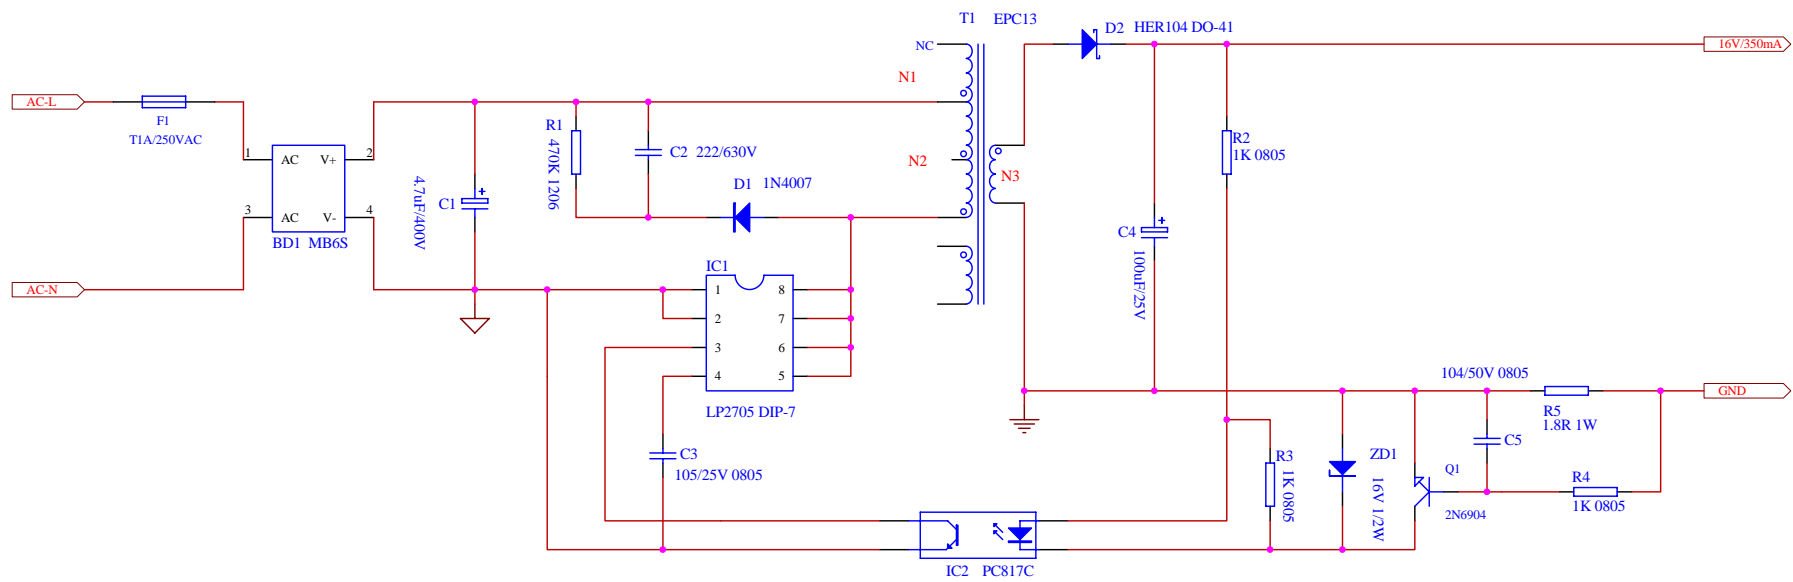 T1 EPC13
D2 HER104 DO-41
NC
16V/350mA
N1
AC-L
F1
T1A/250VAC
R1
470K 1206
C2 222/630V
N2
N3
R2
1K 0805
1
AC
V+
2
3
AC
V-
4
BD1 MB6S
C1
4.7uF/400V
D1 1N4007
C4
100uF/25V
IC1
AC-N
1
8
2
7
3
6
4
5
LP2705 DIP-7
104/50V 0805
GND
R5
1.8R 1W
C5
C3
105/25V 0805
R3
1K 0805
ZD1
16V 1/2W
Q1
2N6904
R4
1K 0805
IC2 PC817C